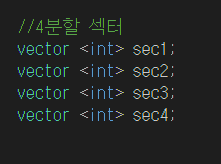 //4분할 섹터
vector <int> sec1;
vector <int> sec2;
vector <int> sec3;
vector <int> sec4;